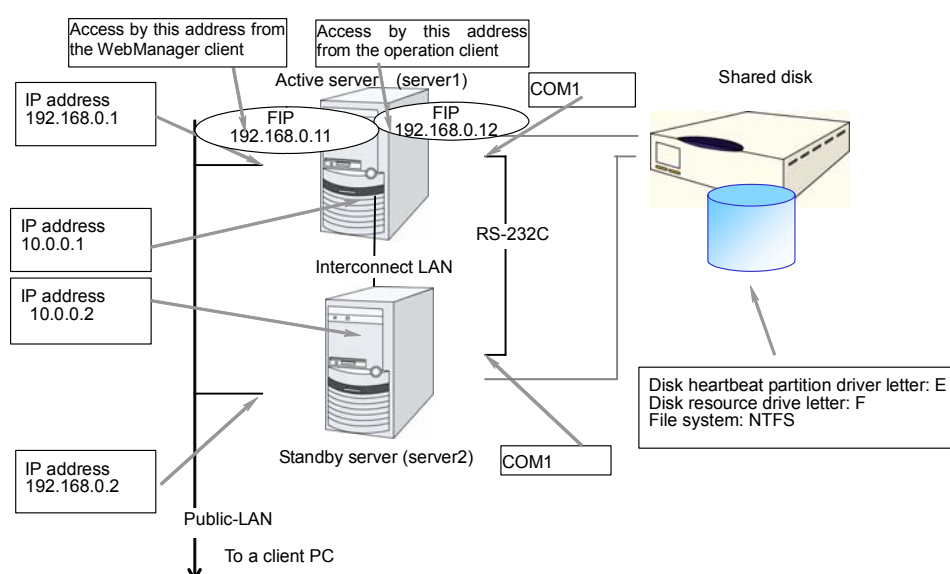 Access by this address from
the WebManager client
Access by this address
from the operation client
Active server (server1)
COM1
Shared disk
IP address
192.168.0.1
FIP
192.168.0.11
FIP
192.168.0.12
IP address
10.0.0.1
RS-232C
Interconnect LAN
IP address
10.0.0.2
Disk heartbeat partition driver letter: E
Disk resource drive letter: F
File system: NTFS
Standby server (server2)
COM1
IP address
192.168.0.2
Public-LAN
To a client PC